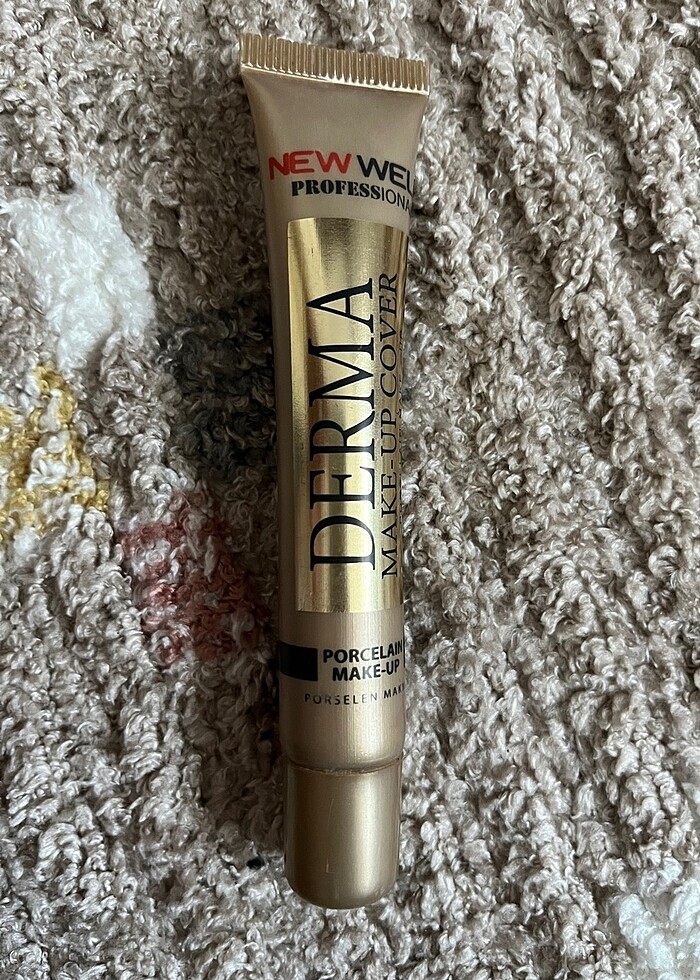 NEW WEL
PROFESSIONA
DERMA
MAKE-UP COVER
PORCELAIN
MAKE-UP
PORSELEN MAK